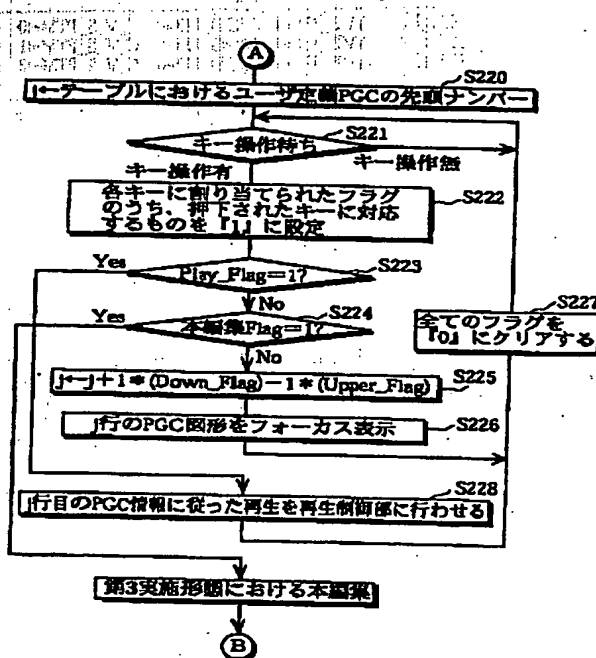 A
S220
j←テーブルにおけるユーザ定義PGCの先頭ナンバー
S221
キー操作待ち
キー操作有
キー操作無
各キーに割り当てられたフラグ
のうち、押下されたキーに対応
するものを『1』に設定
S222
Yes
Play_Flag=1?
S223
No
Yes
本編集Flag=1?
S224
No
S227
全てのフラグを
『0』にクリアする
j←j+1*(Down_Flag)-1*(Upper_Flag)
S225
j行のPGC図形をフォーカス表示
S226
S228
j行目のPGC情報に従った再生を再生制御部に行わせる
第3実施形態における本編集
B